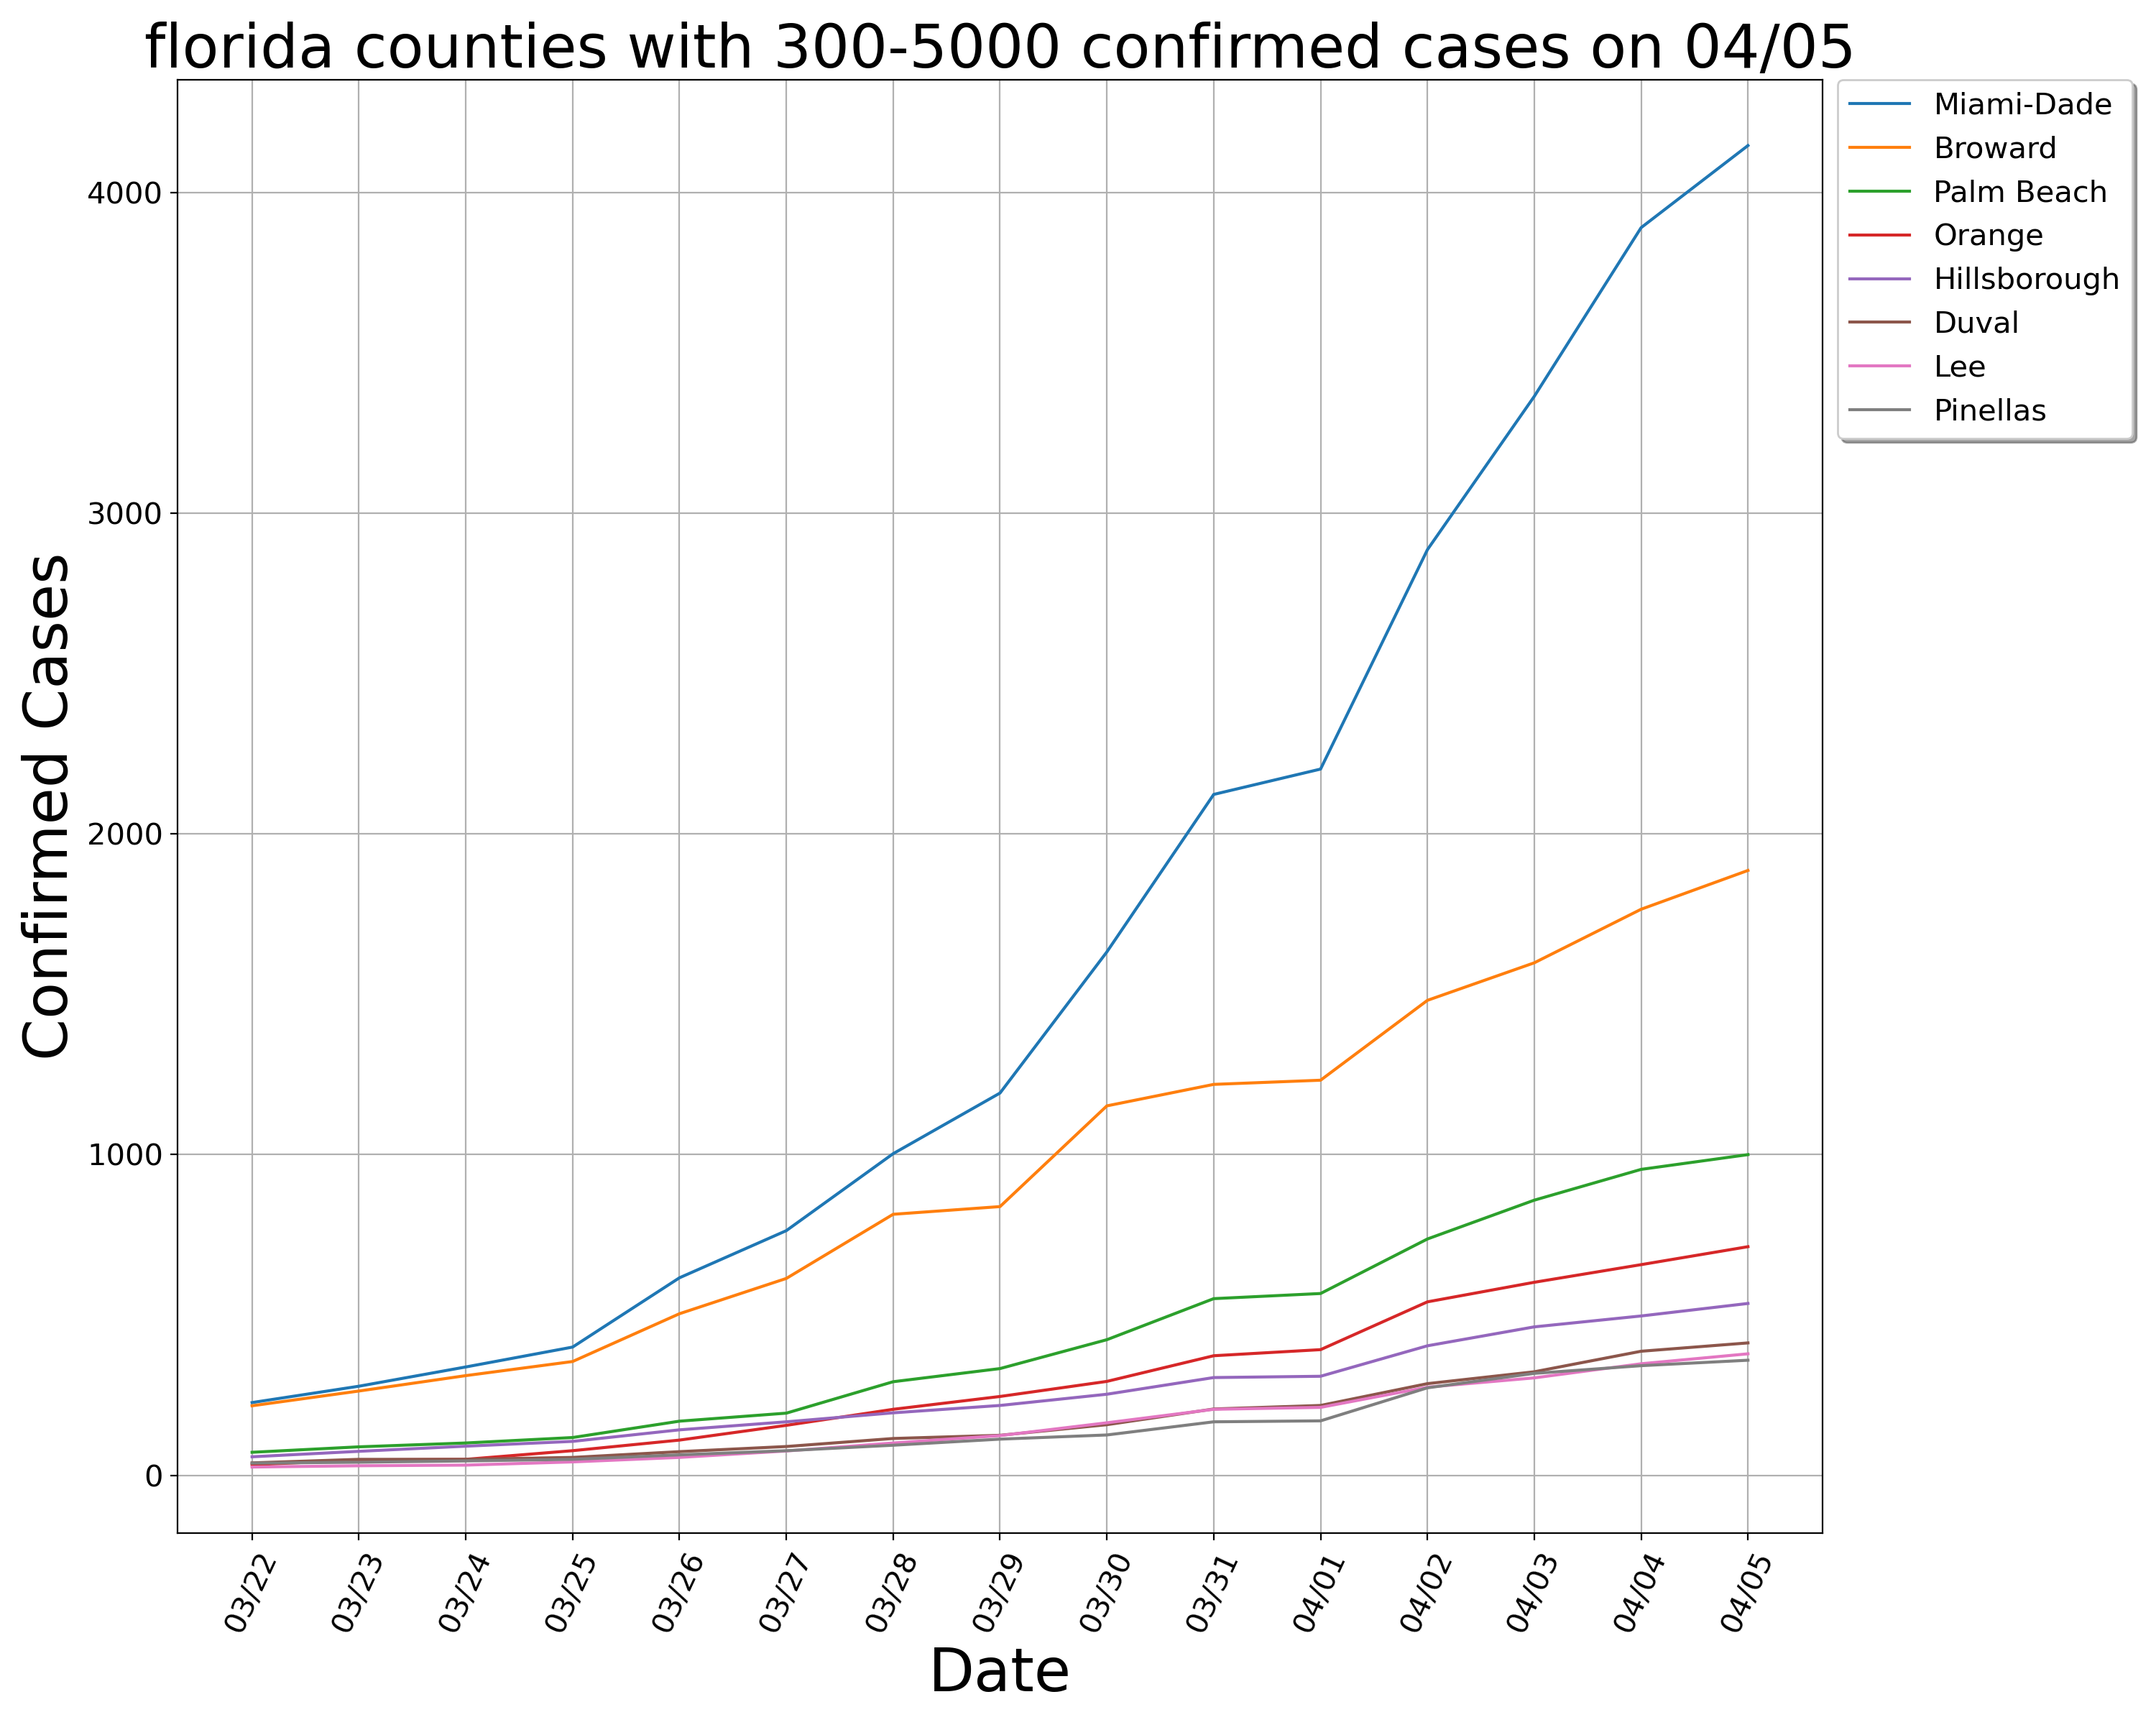 florida counties with 300-5000 confirmed cases on 04/05
Miami-Dade
Broward
Palm Beach
Orange
Hillsborough
Duval
Lee
Pinellas
Confirmed Cases
4000
3000
2000
1000
0
03/22
03/23
03/24
03/25
03/26
03/27
03/28
03/29
03/30
03/31
04/01
04/02
04/03
04/04
04/05
Date